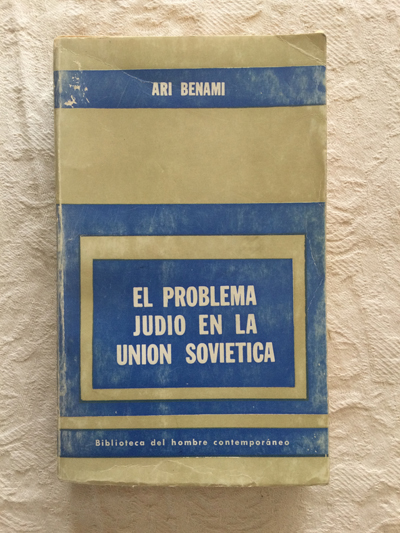 ARI BENAMI
EL PROBLEMA
JUDIO EN LA
UNION SOVIETICA
Biblioteca del hombre contemporáneo